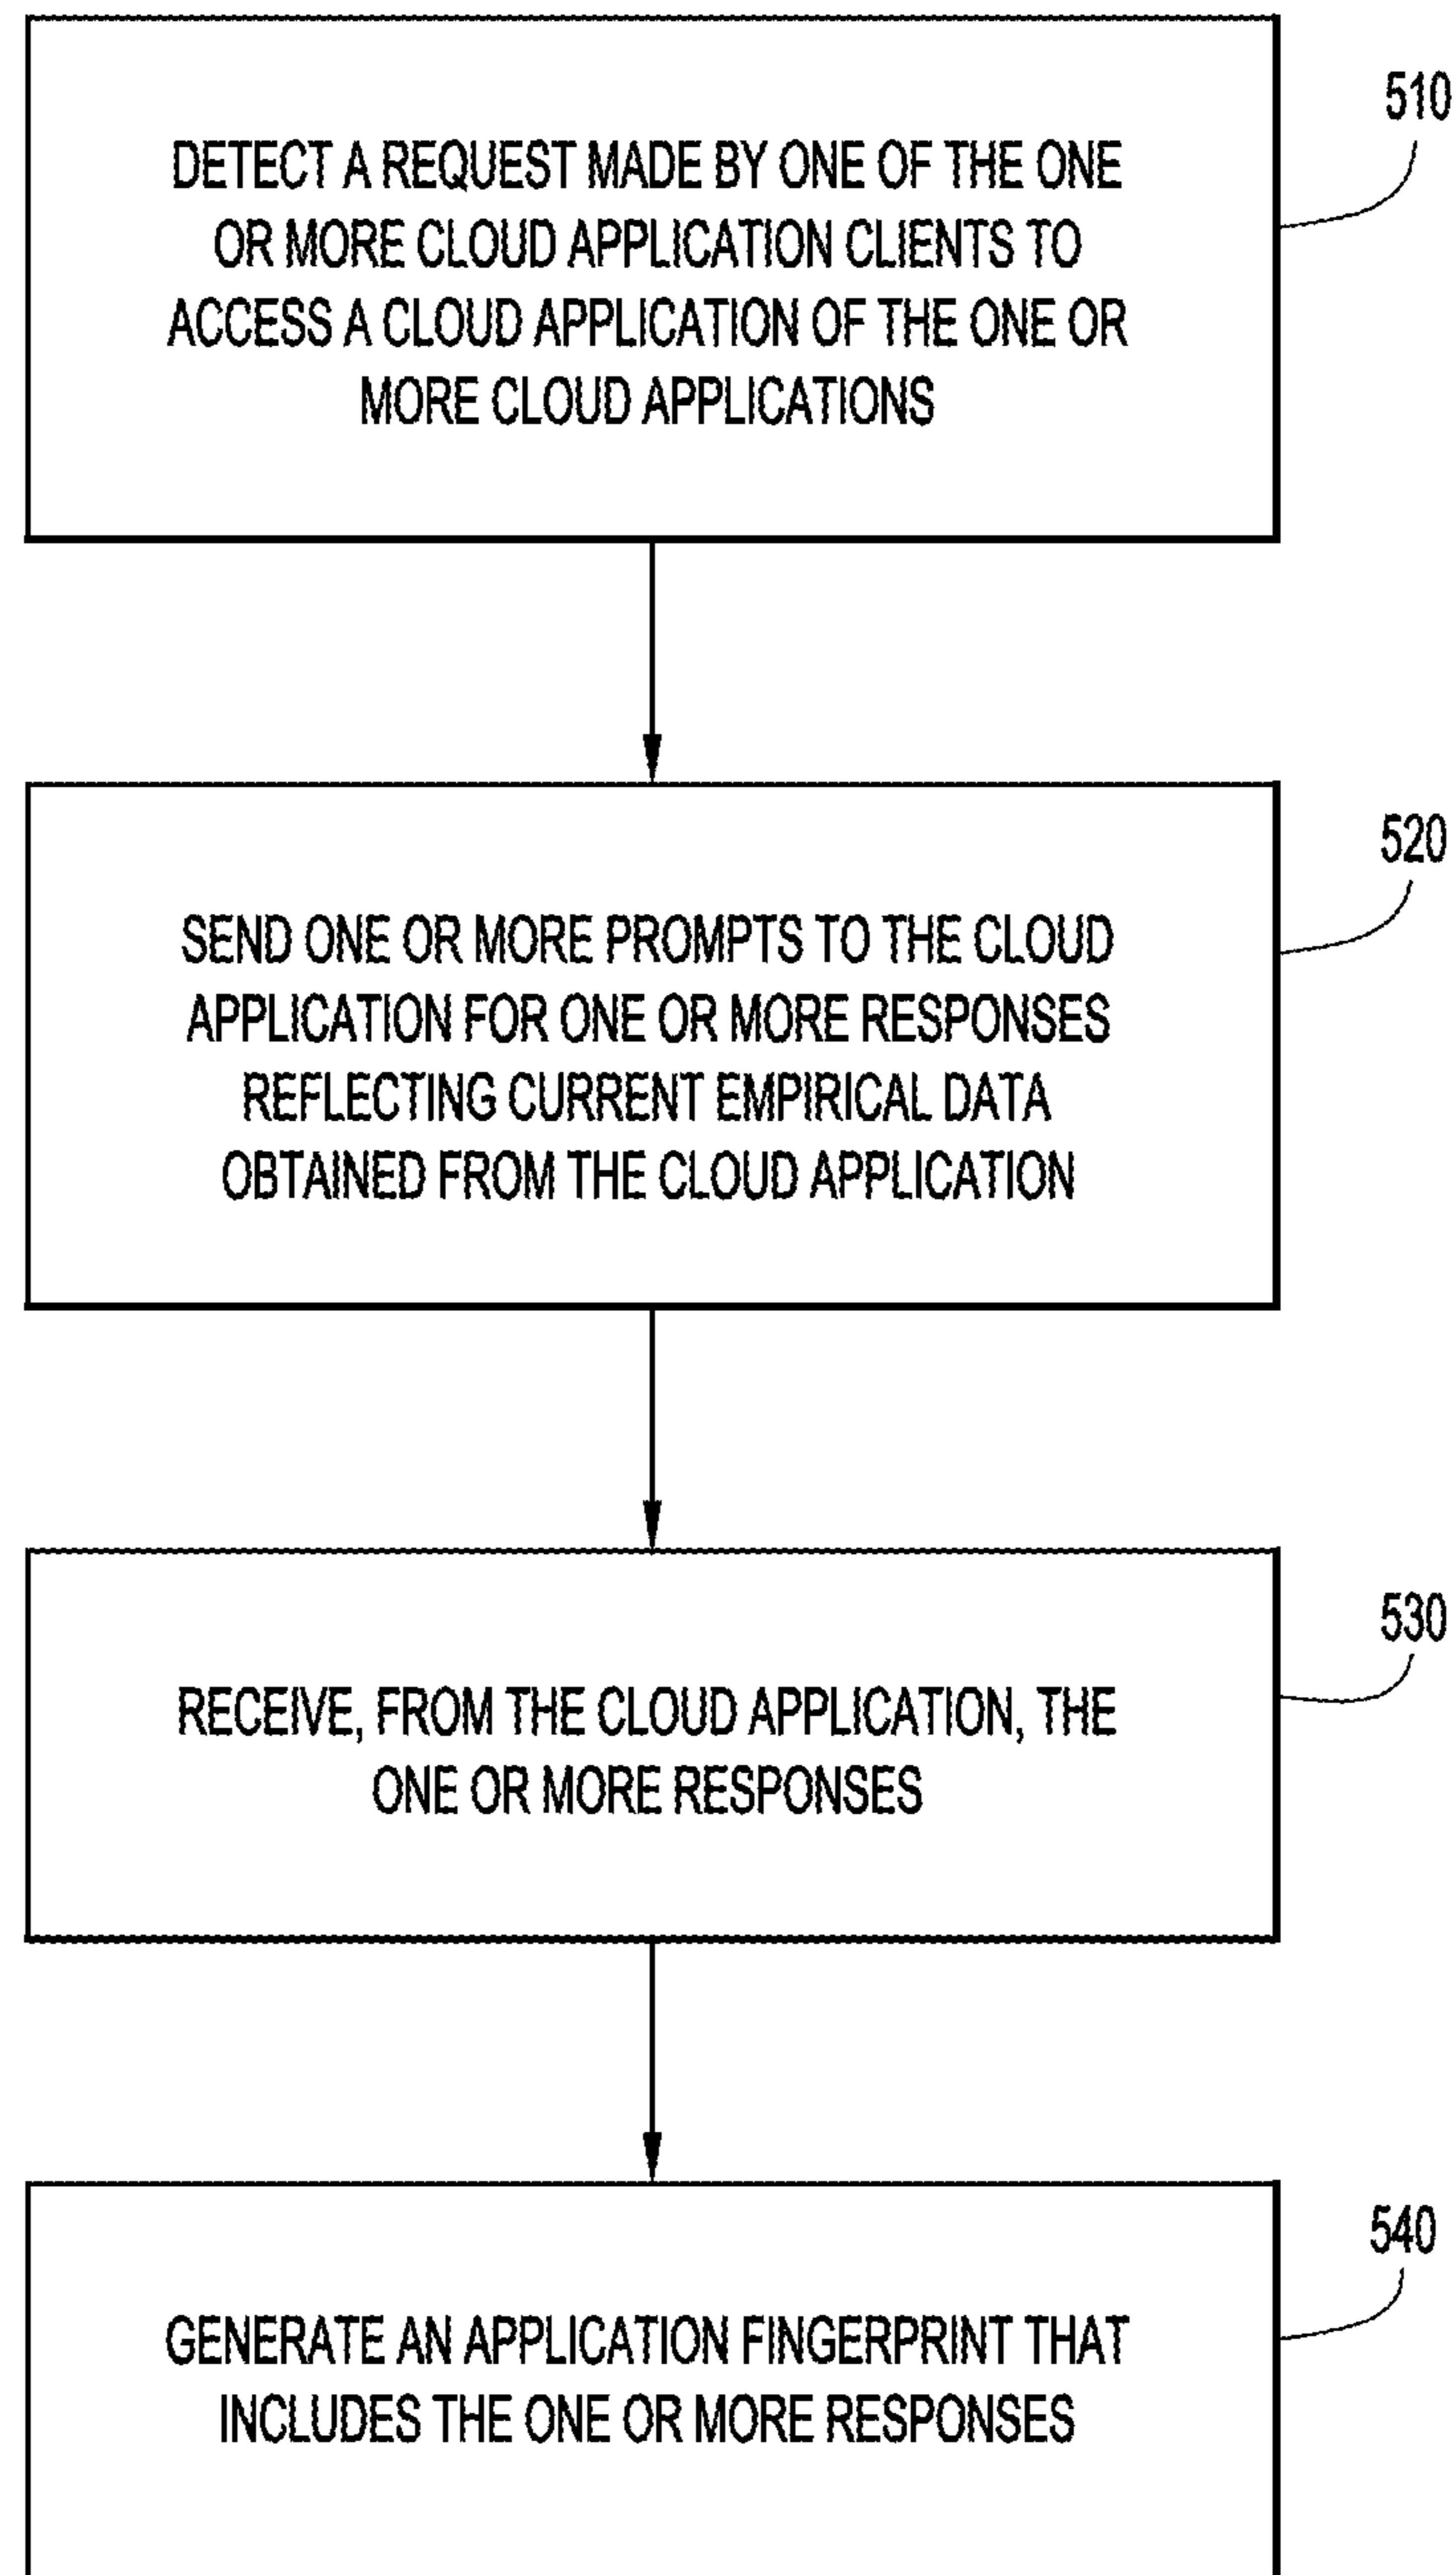 510
DETECT A REQUEST MADE BY ONE OF THE ONE
OR MORE CLOUD APPLICATION CLIENTS TO
ACCESS A CLOUD APPLICATION OF THE ONE OR
MORE CLOUD APPLICATIONS
520
SEND ONE OR MORE PROMPTS TO THE CLOUD
APPLICATION FOR ONE OR MORE RESPONSES
REFLECTING CURRENT EMPIRICAL DATA
OBTAINED FROM THE CLOUD APPLICATION
530
RECEIVE, FROM THE CLOUD APPLICATION, THE
ONE OR MORE RESPONSES
540
GENERATE AN APPLICATION FINGERPRINT THAT
INCLUDES THE ONE OR MORE RESPONSES